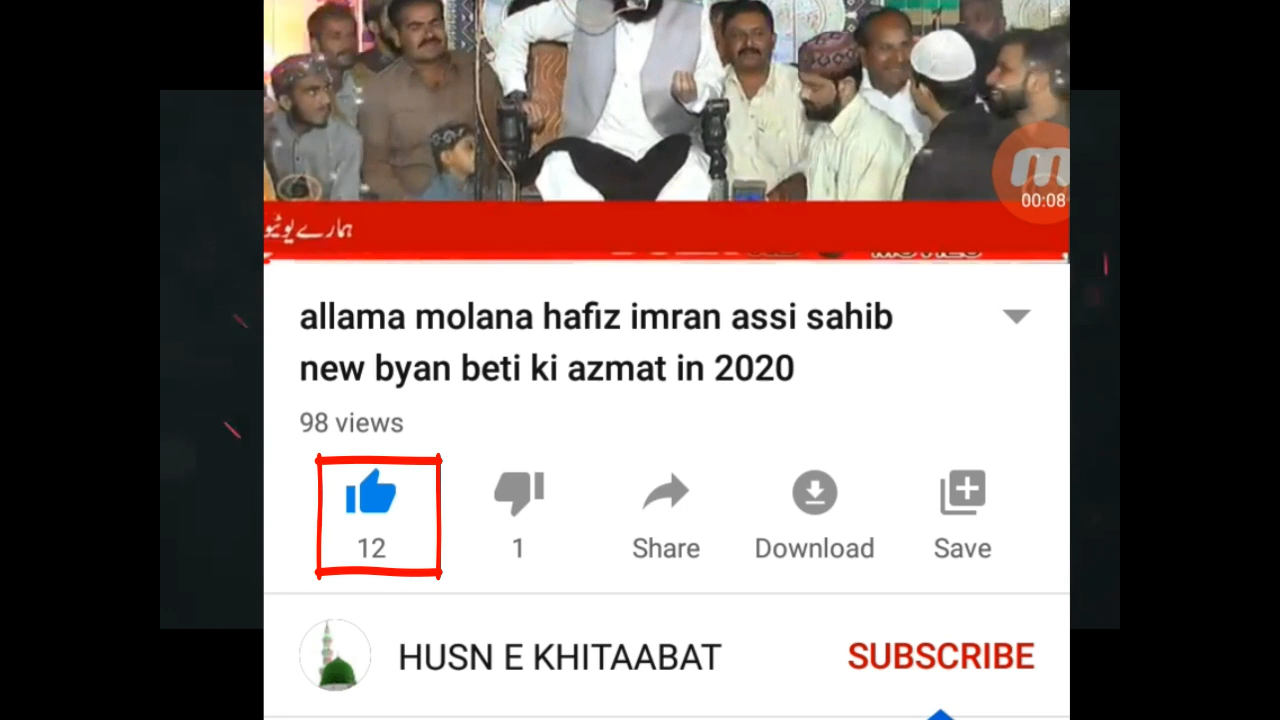 00:08
ہمارے یوٹیو
allama molana hafiz imran assi sahib
new byan beti ki azmat in 2020
98 views
12
1
Share
Download
Save
HUSN E KHITAABAT
SUBSCRIBE